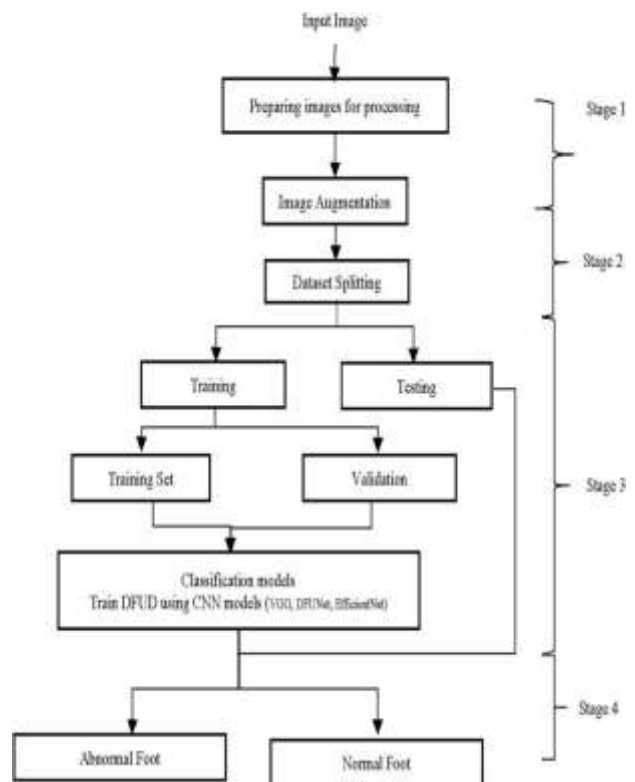 Input Image
Preparing images for processing
Stage 1
Image Augmentation
Stage 2
Dataset Splitting
Training
Testing
Training Set
Validation
Stage 3
Classification models
Train DFUD using CNN models (VGG, DFUNet, EfficientNet)
Stage 4
Abnormal Foot
Normal Foot